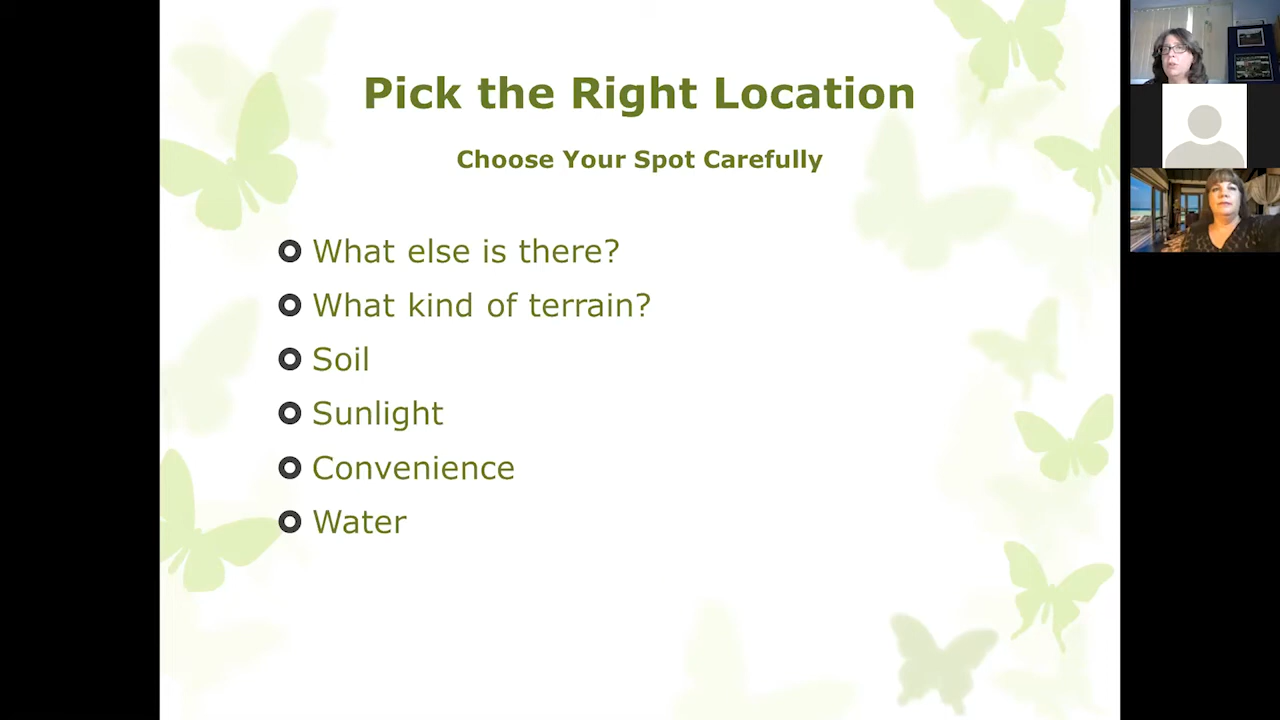 Pick the Right Location
Choose Your Spot Carefully
What else is there?
What kind of terrain?
Soil
Sunlight
Convenience
Water